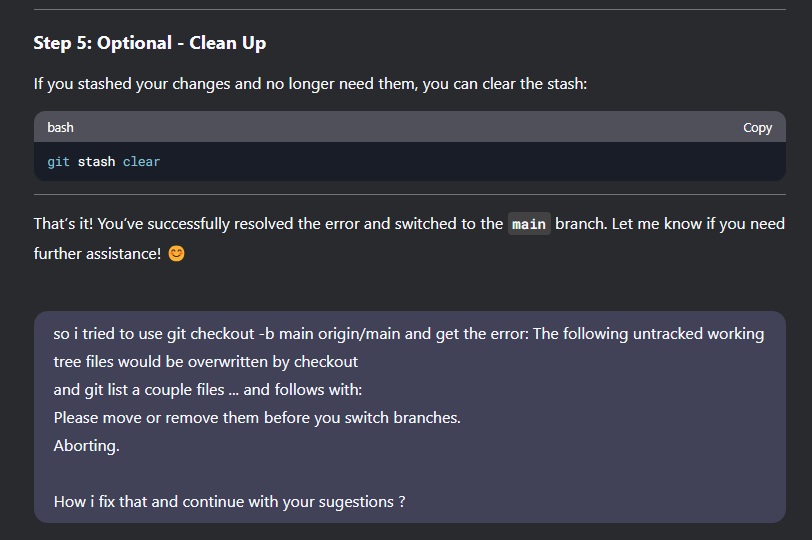 Step 5: Optional - Clean Up
If you stashed your changes and no longer need them, you can clear the stash:
bash
Copy
git stash clear
That's it! You've successfully resolved the error and switched to the main branch. Let me know if you need
further assistance! 😊
so i tried to use git checkout -b main origin/main and get the error: The following untracked working
tree files would be overwritten by checkout
and git list a couple files ... and follows with:
Please move or remove them before you switch branches.
Aborting.
How i fix that and continue with your sugestions ?